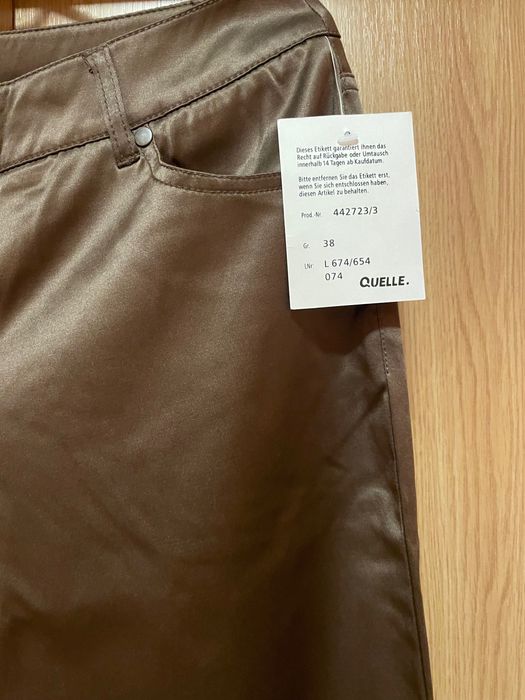 Dieses Etikett garantiert Ihnen das
Recht auf Rückgabe oder Umtausch
innerhalb 14 Tagen ab Kaufdatum.
Bitte entfernen Sie das Etikett erst,
wenn Sie sich entschlossen haben,
diesen Artikel zu behalten.
Prod.-Nr. 442723/3
Gr. 38
LNr. L 674/654
074
QUELLE.